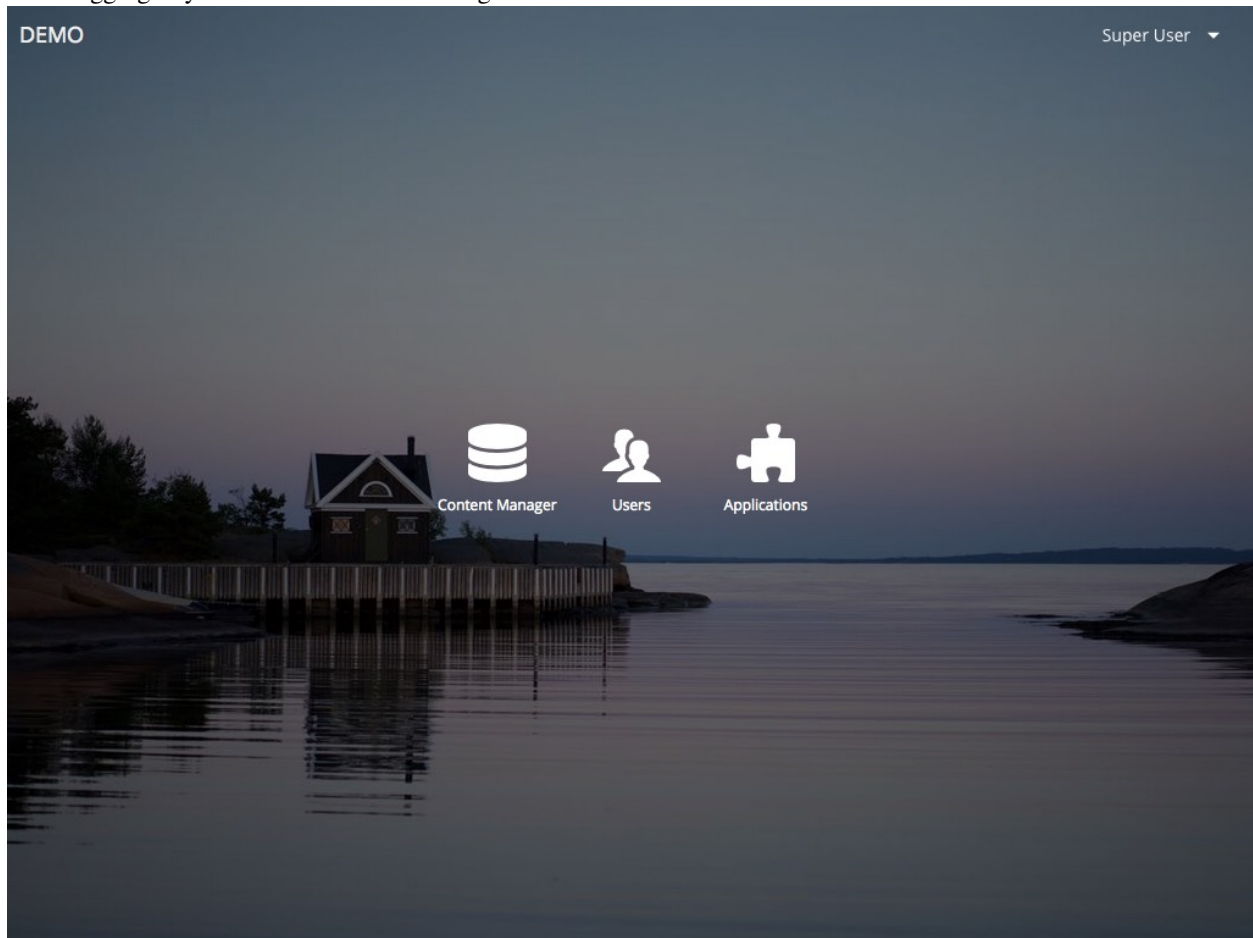 DEMO
Super User
Content Manager
Users
Applications